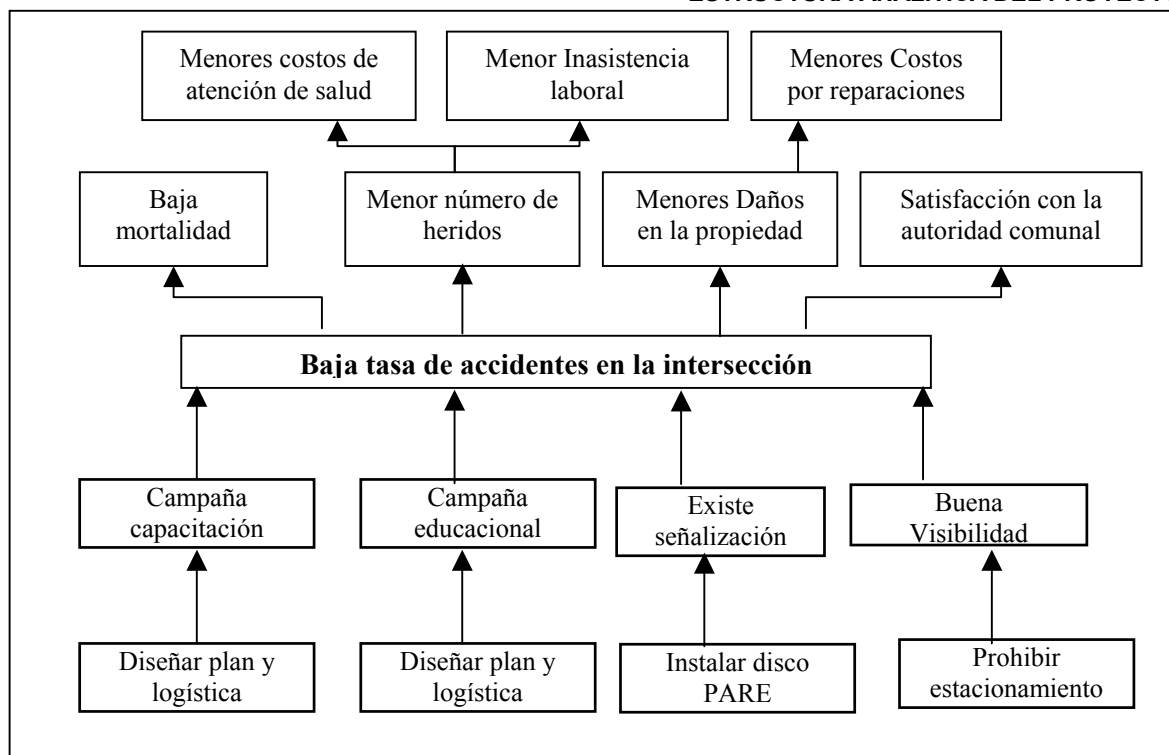 Menores costos de
atención de salud
Menor Inasistencia
laboral
Menores Costos
por reparaciones
Baja
mortalidad
Menor número de
heridos
Menores Daños
en la propiedad
Satisfacción con la
autoridad comunal
Baja tasa de accidentes en la intersección
Campaña
capacitación
Campaña
educacional
Existe
señalización
Buena
Visibilidad
Diseñar plan y
logística
Diseñar plan y
logística
Instalar disco
PARE
Prohibir
estacionamiento